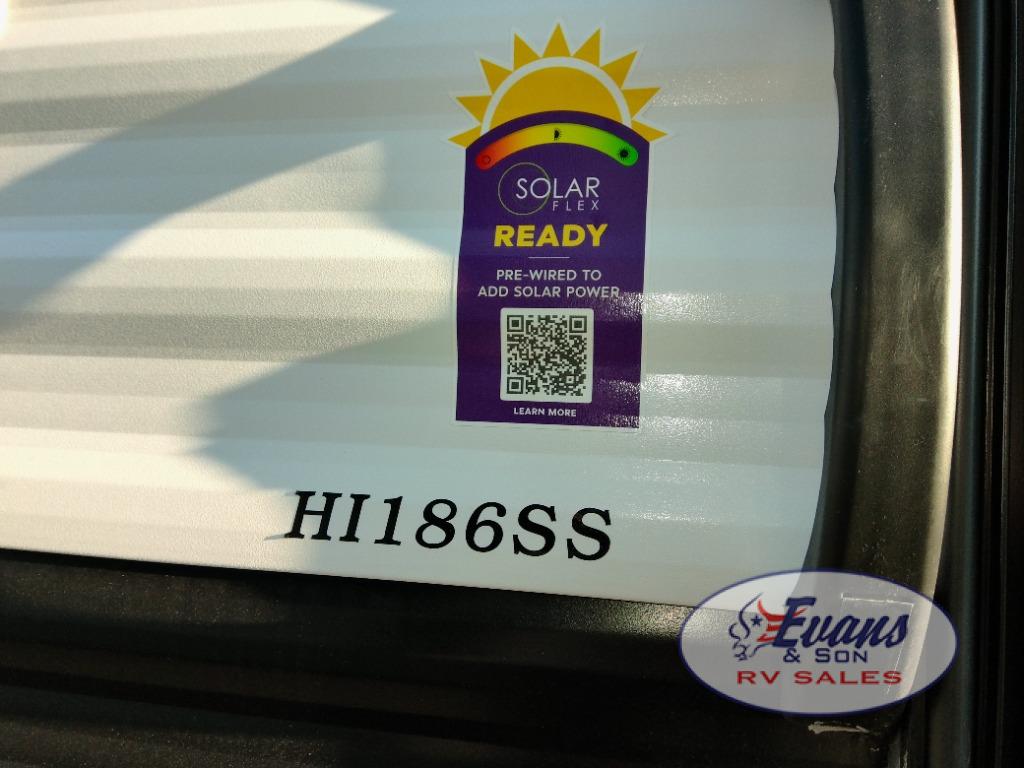 SOLAR
FLEX
READY
PRE-WIRED TO
ADD SOLAR POWER
LEARN MORE
HI186SS
Evans
& SON
RV SALES